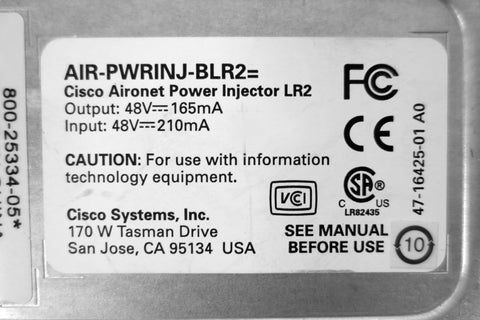 AIR-PWRINJ-BLR2=
Cisco Aironet Power Injector LR2
Output: 48V⎓165mA
Input: 48V⎓210mA
CAUTION: For use with information
technology equipment.
Cisco Systems, Inc.
170 W Tasman Drive
San Jose, CA 95134 USA
FC
CE
VCI
SA®
C US
LR82435
SEE MANUAL
BEFORE USE
10
47-16425-01 A0
800-25334-05*